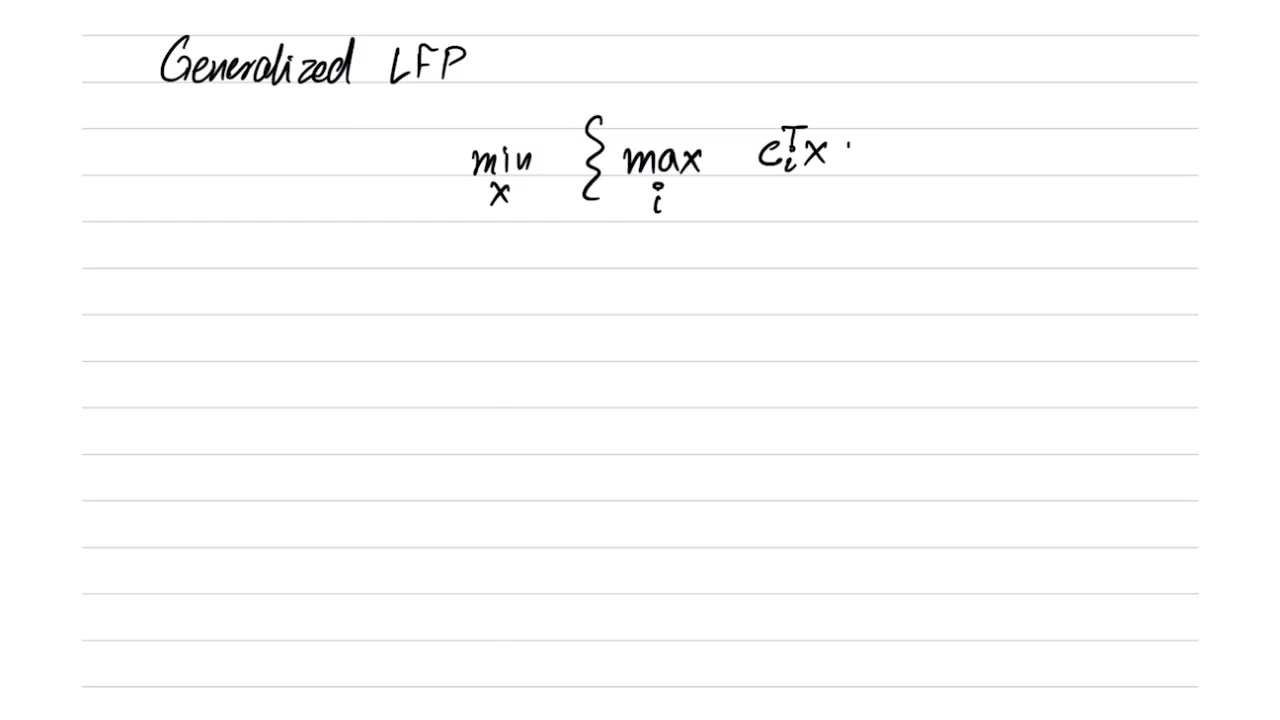 Generalized LFP
min { max c_i^T x ·
x i